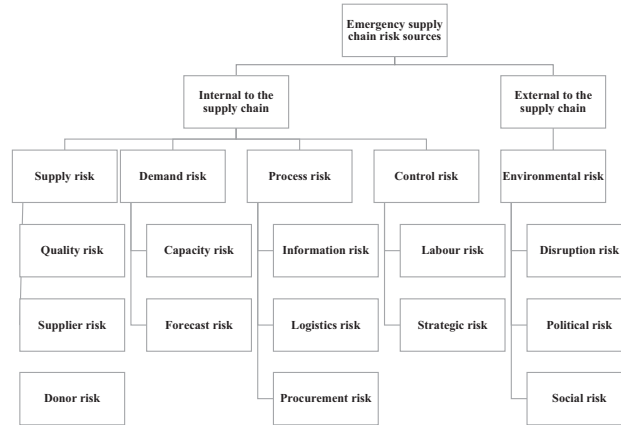 Emergency supply
chain risk sources
Internal to the
supply chain
External to the
supply chain
Supply risk
Demand risk
Process risk
Control risk
Environmental risk
Quality risk
Capacity risk
Information risk
Labour risk
Disruption risk
Supplier risk
Forecast risk
Logistics risk
Strategic risk
Political risk
Donor risk
Procurement risk
Social risk